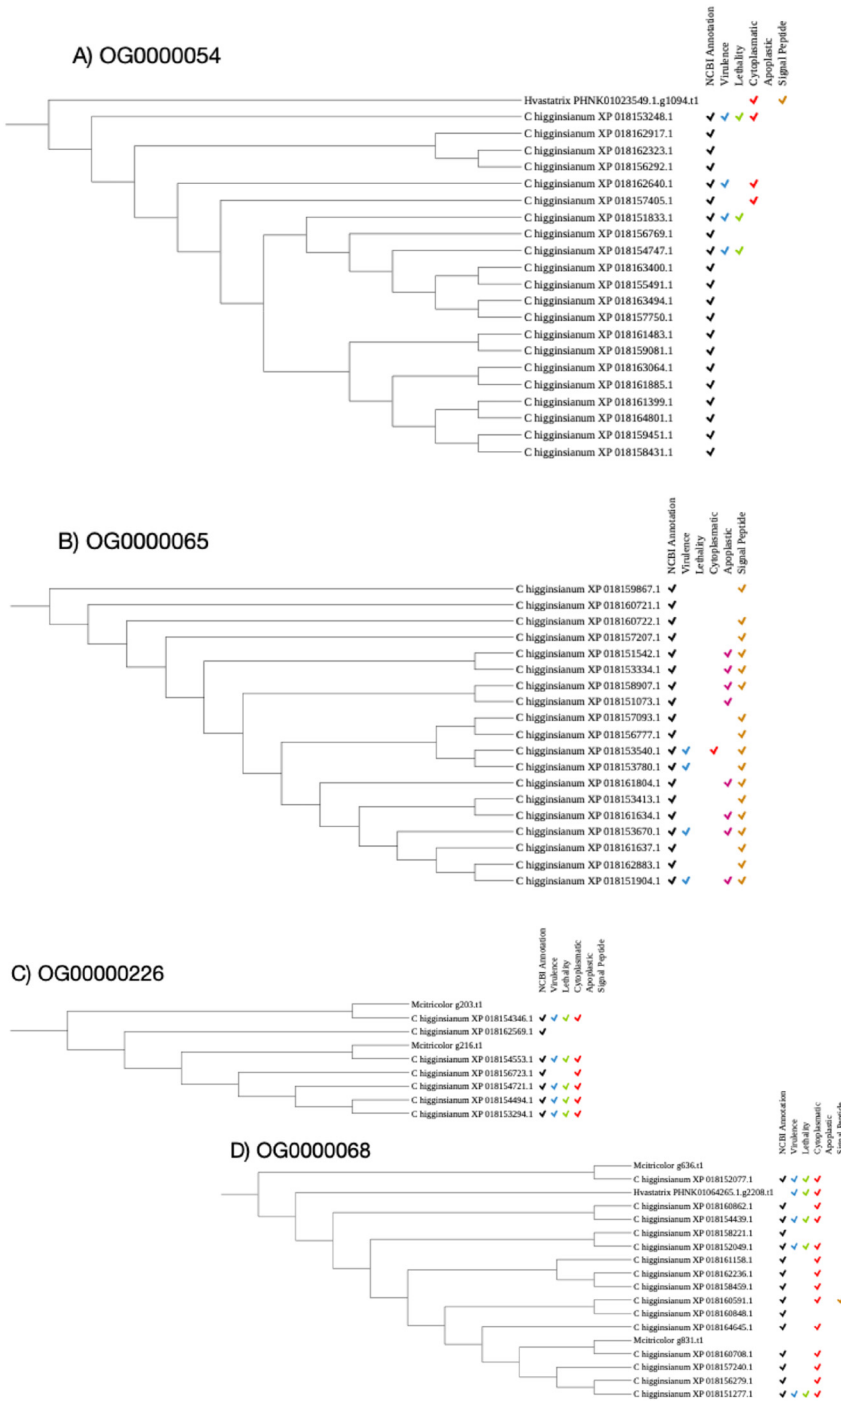 A) OG0000054
NCBI Annotation
Virulence
Lethality
Cytoplasmatic
Apoplastic
Signal Peptide
Hvastatrix PHNK01023549.1.g1094.t1
C higginsianum XP 018153248.1
C higginsianum XP 018162917.1
C higginsianum XP 018162323.1
C higginsianum XP 018156292.1
C higginsianum XP 018162640.1
C higginsianum XP 018157405.1
C higginsianum XP 018151833.1
C higginsianum XP 018156769.1
C higginsianum XP 018154747.1
C higginsianum XP 018163400.1
C higginsianum XP 018155491.1
C higginsianum XP 018163494.1
C higginsianum XP 018157750.1
C higginsianum XP 018161483.1
C higginsianum XP 018159081.1
C higginsianum XP 018163064.1
C higginsianum XP 018161885.1
C higginsianum XP 018161399.1
C higginsianum XP 018164801.1
C higginsianum XP 018159451.1
C higginsianum XP 018158431.1
B) OG0000065
NCBI Annotation
Virulence
Lethality
Cytoplasmatic
Apoplastic
Signal Peptide
C higginsianum XP 018159867.1
C higginsianum XP 018160721.1
C higginsianum XP 018160722.1
C higginsianum XP 018157207.1
C higginsianum XP 018151542.1
C higginsianum XP 018153334.1
C higginsianum XP 018158907.1
C higginsianum XP 018151073.1
C higginsianum XP 018157093.1
C higginsianum XP 018156777.1
C higginsianum XP 018153540.1
C higginsianum XP 018153780.1
C higginsianum XP 018161804.1
C higginsianum XP 018153413.1
C higginsianum XP 018161634.1
C higginsianum XP 018153670.1
C higginsianum XP 018161637.1
C higginsianum XP 018162883.1
C higginsianum XP 018151904.1
C) OG00000226
NCBI Annotation
Virulence
Lethality
Cytoplasmatic
Apoplastic
Signal Peptide
Mcitricolor g203.t1
C higginsianum XP 018154346.1
C higginsianum XP 018162569.1
Mcitricolor g216.t1
C higginsianum XP 018154553.1
C higginsianum XP 018156723.1
C higginsianum XP 018154721.1
C higginsianum XP 018154494.1
C higginsianum XP 018153294.1
D) OG0000068
NCBI Annotation
Virulence
Lethality
Cytoplasmatic
Apoplastic
Signal Peptide
Mcitricolor g636.t1
C higginsianum XP 018152077.1
Hvastatrix PHNK01064265.1.g2208.t1
C higginsianum XP 018160862.1
C higginsianum XP 018154439.1
C higginsianum XP 018158221.1
C higginsianum XP 018152049.1
C higginsianum XP 018161158.1
C higginsianum XP 018162236.1
C higginsianum XP 018158459.1
C higginsianum XP 018160591.1
C higginsianum XP 018160848.1
C higginsianum XP 018164645.1
Mcitricolor g831.t1
C higginsianum XP 018160708.1
C higginsianum XP 018157240.1
C higginsianum XP 018156279.1
C higginsianum XP 018151277.1